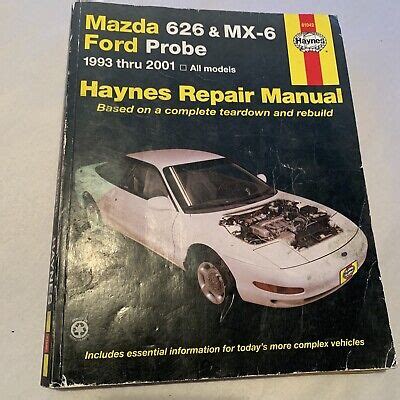 Mazda 626 & MX-6
Ford Probe
1993 thru 2001 □ All models
Haynes
Haynes Repair Manual
Based on a complete teardown and rebuild
Includes essential information for today's more complex vehicles